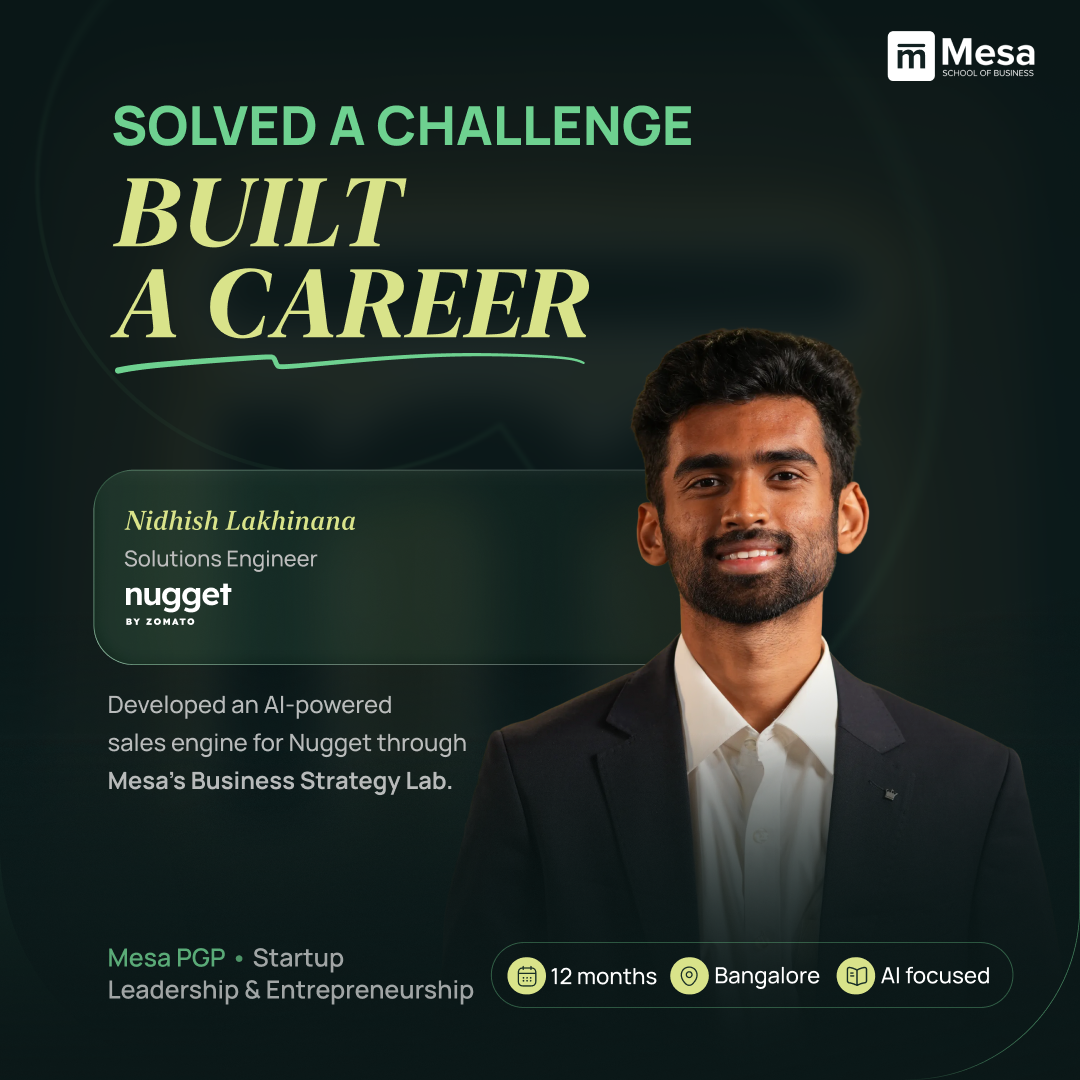 m Mesa
SCHOOL OF BUSINESS
SOLVED A CHALLENGE
BUILT
A CAREER
Nidhish Lakhinana
Solutions Engineer
nugget
BY ZOMATO
Developed an AI-powered
sales engine for Nugget through
Mesa's Business Strategy Lab.
Mesa PGP • Startup
Leadership & Entrepreneurship
12 months Bangalore AI focused